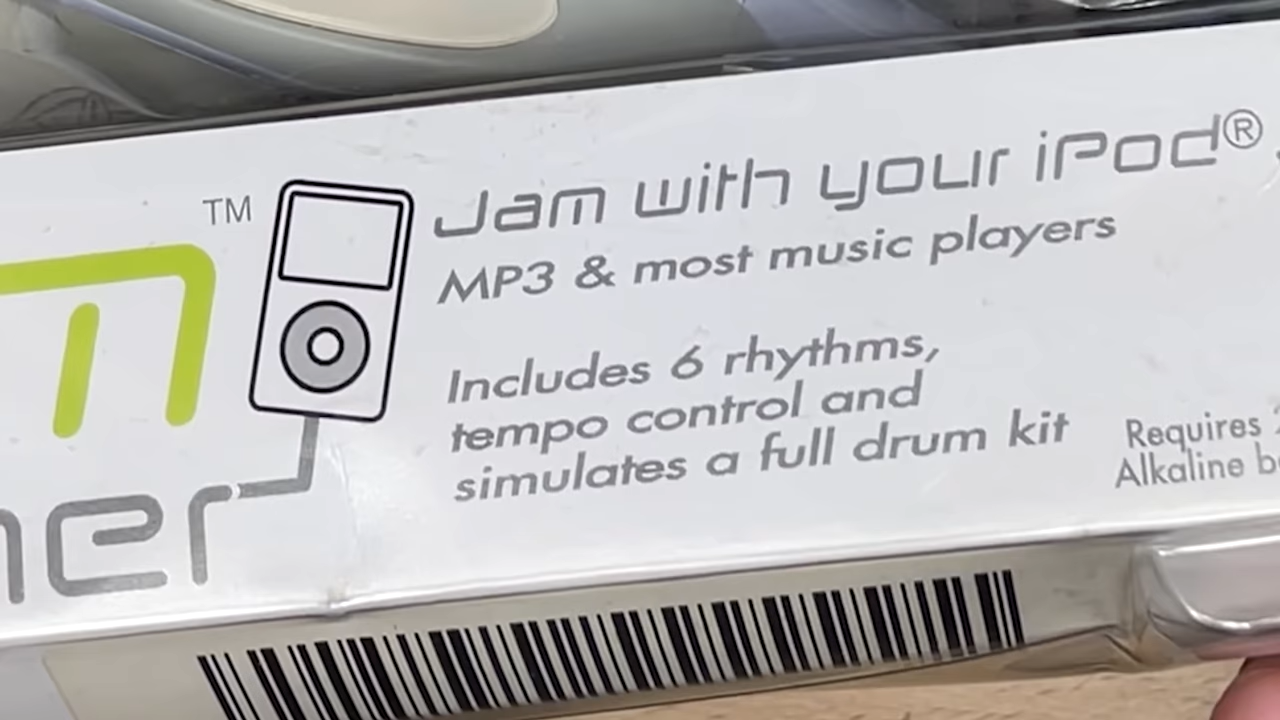 TM
Jam with your iPod®,
MP3 & most music players
Includes 6 rhythms,
tempo control and
simulates a full drum kit
Requires
Alkaline